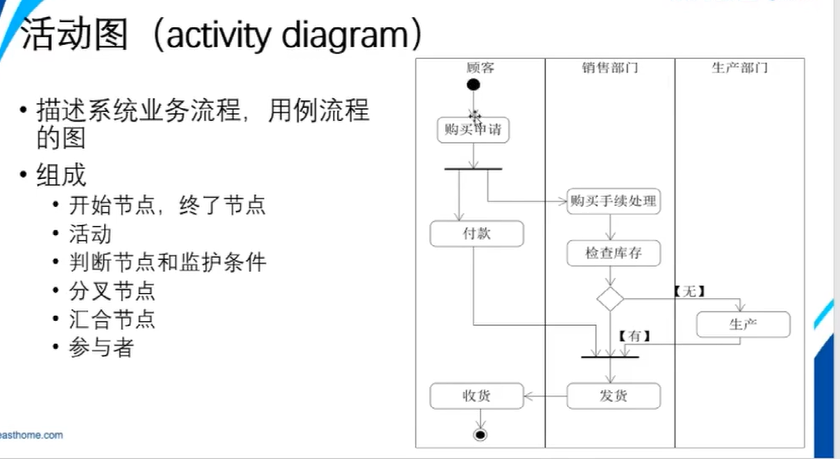 活动图（activity diagram）
• 描述系统业务流程，用例流程
的图
• 组成
• 开始节点，终了节点
• 活动
• 判断节点和监护条件
• 分叉节点
• 汇合节点
• 参与者
顾客
销售部门
生产部门
购买申请
购买手续处理
付款
检查库存
【无】
生产
【有】
收货
发货
easthome.com